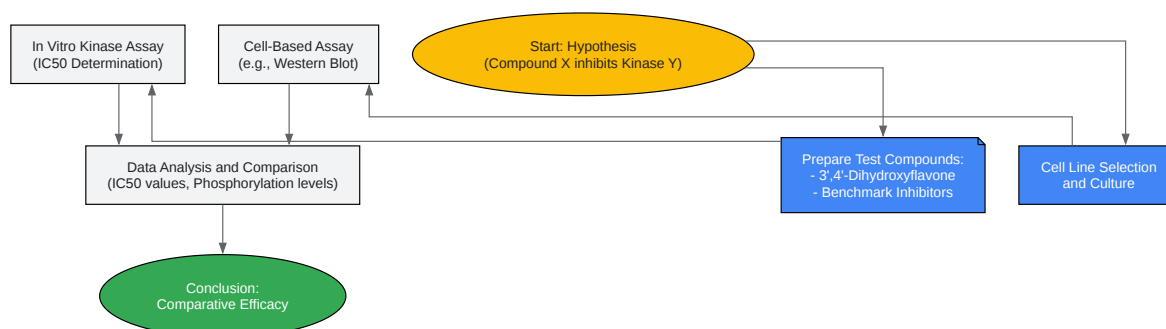 In Vitro Kinase Assay
(IC50 Determination)
Cell-Based Assay
(e.g., Western Blot)
Start: Hypothesis
(Compound X inhibits Kinase Y)
Data Analysis and Comparison
(IC50 values, Phosphorylation levels)
Prepare Test Compounds:
- 3',4'-Dihydroxyflavone
- Benchmark Inhibitors
Cell Line Selection
and Culture
Conclusion:
Comparative Efficacy